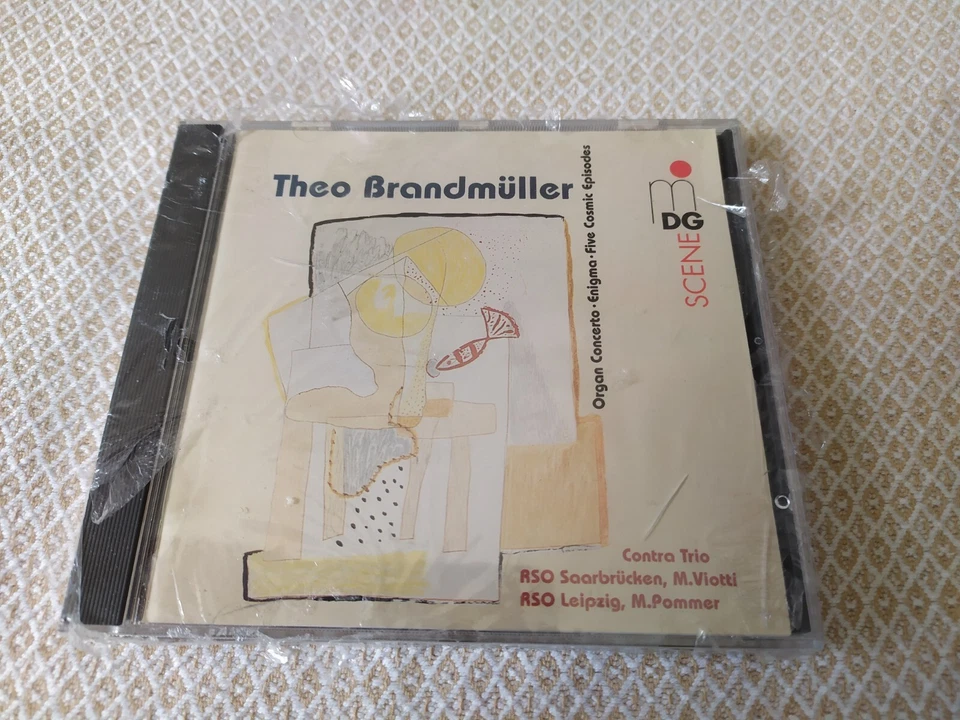 Theo Brandmüller
Organ Concerto · Enigma · Five Cosmic Episodes
MDG
SCENE
Contra Trio
RSO Saarbrücken, M.Viotti
RSO Leipzig, M.Pommer